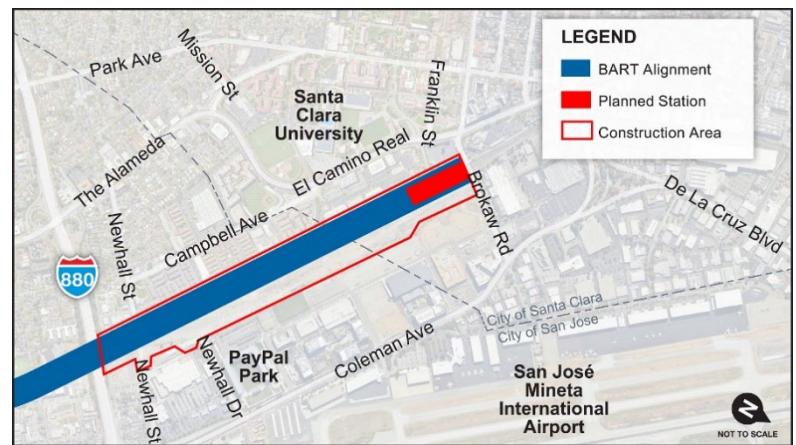 Park Ave
Mission St
Santa
Clara
University
Franklin St
El Camino Real
The Alameda
Newhall St
Campbell Ave
Brokaw Rd
De La Cruz Blvd
880
City of Santa Clara
City of San Jose
Newhall St
Newhall Dr
PayPal
Park
Coleman Ave
San José
Mineta
International
Airport
LEGEND
BART Alignment
Planned Station
Construction Area
N
NOT TO SCALE